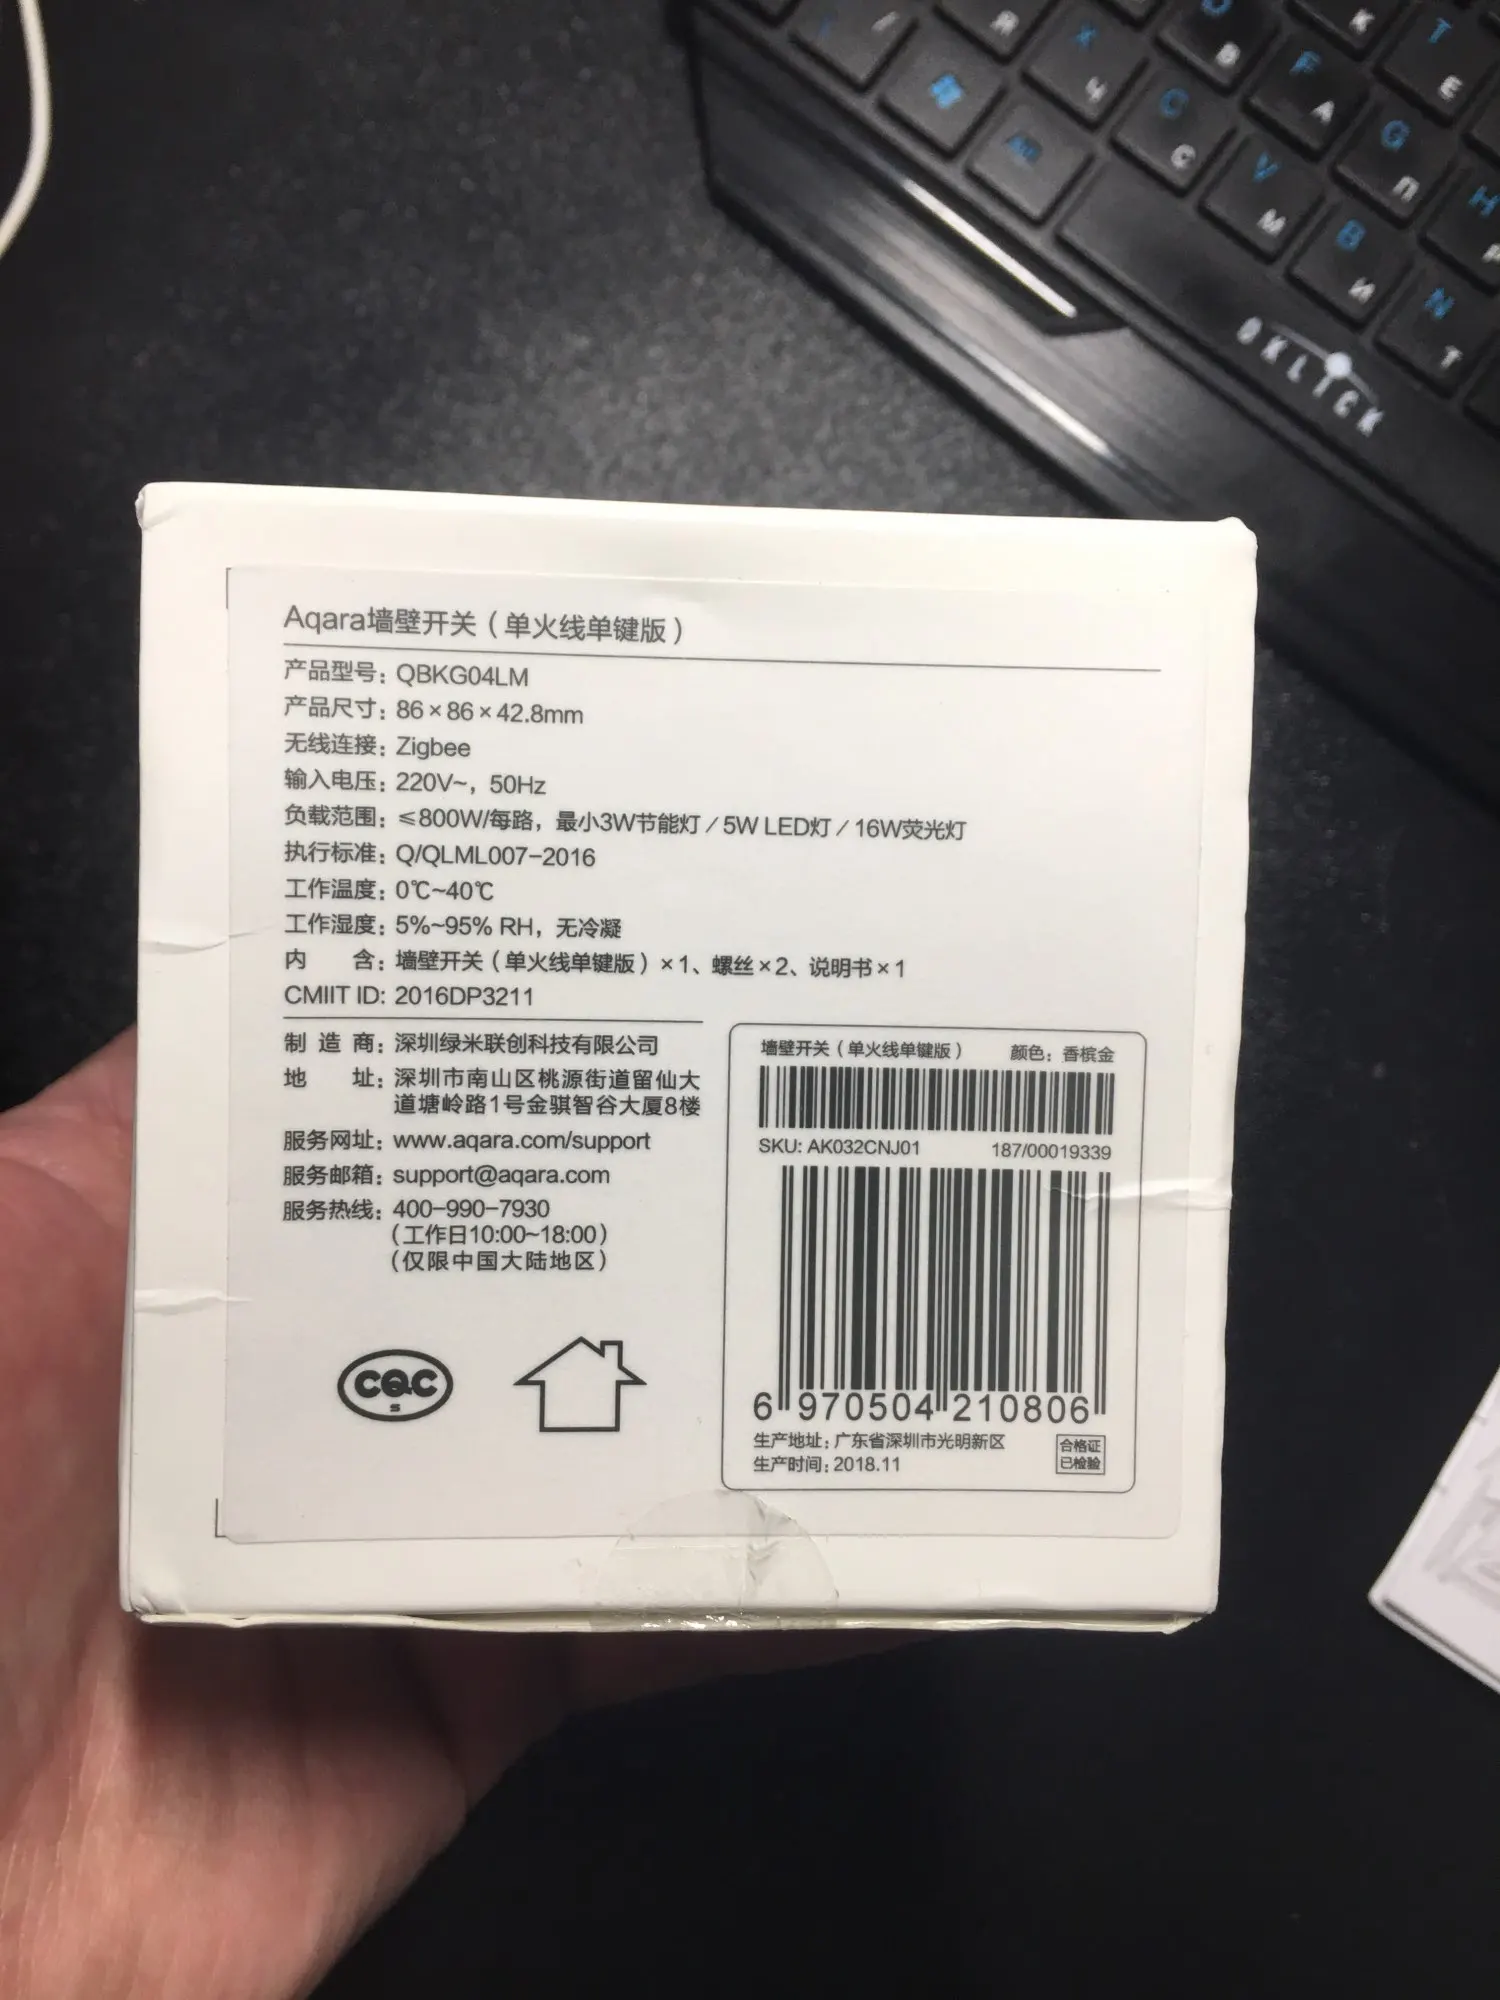 OKLICK
Aqara墙壁开关（单火线单键版）
产品型号：QBKG04LM
产品尺寸：86×86×42.8mm
无线连接：Zigbee
输入电压：220V~，50Hz
负载范围：≤800W/每路，最小3W节能灯／5W LED灯／16W荧光灯
执行标准：Q/QLML007-2016
工作温度：0℃~40℃
工作湿度：5%~95% RH，无冷凝
内 含：墙壁开关（单火线单键版）×1、螺丝×2、说明书×1
CMIIT ID: 2016DP3211
制 造 商：深圳绿米联创科技有限公司
地 址：深圳市南山区桃源街道留仙大
道塘岭路1号金骐智谷大厦8楼
服务网址：www.aqara.com/support
服务邮箱：support@aqara.com
服务热线：400-990-7930
（工作日10:00~18:00）
（仅限中国大陆地区）
CQC
S
墙壁开关（单火线单键版） 颜色：香槟金
SKU: AK032CNJ01 187/00019339
6 970504 210806
生产地址：广东省深圳市光明新区
生产时间：2018.11
合格证
已检验